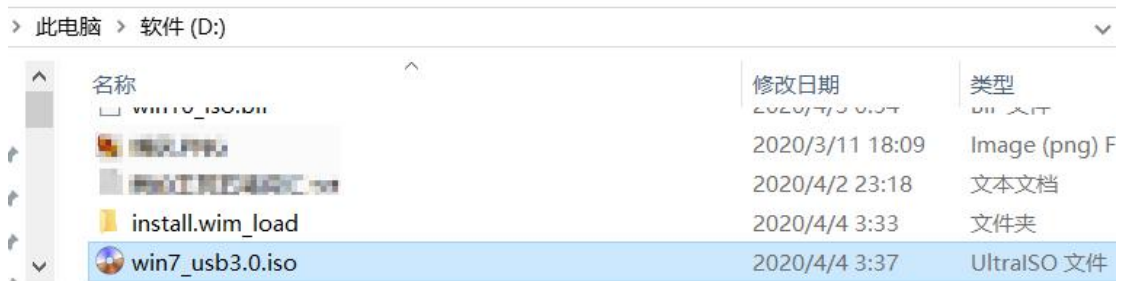 此电脑 > 软件 (D:)
名称 修改日期 类型
2020/3/11 18:09 Image (png) F
2020/4/2 23:18 文本文档
install.wim_load 2020/4/4 3:33 文件夹
win7_usb3.0.iso 2020/4/4 3:37 UltraISO 文件